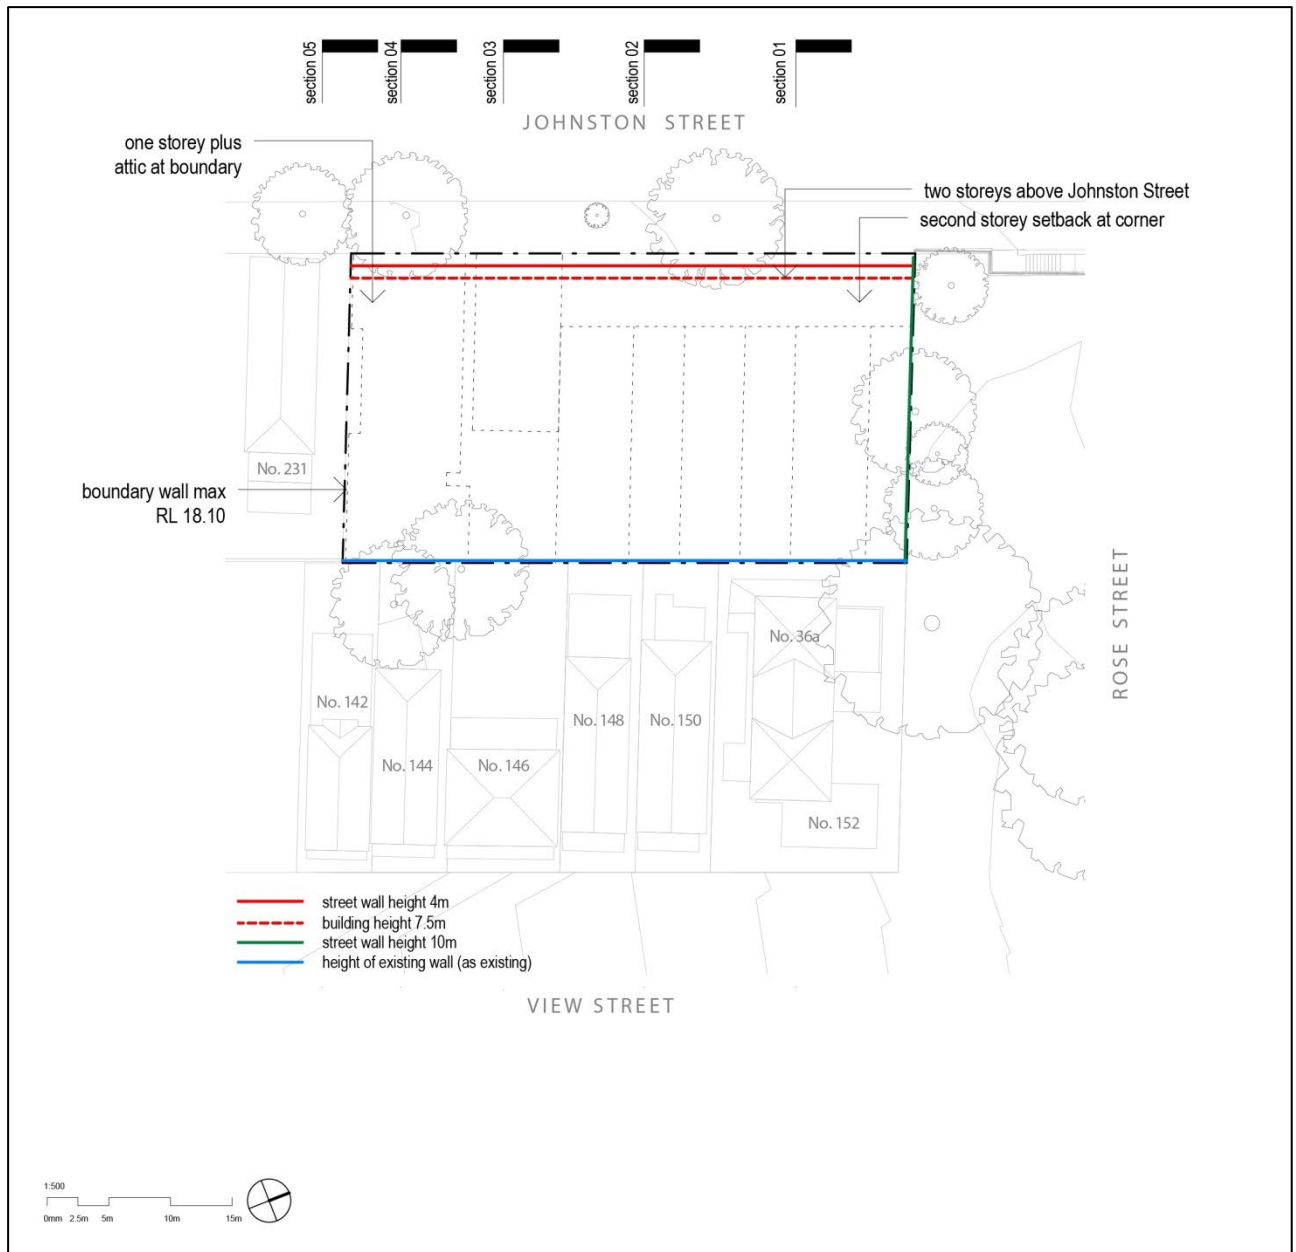 section 05
section 04
section 03
section 02
section 01
JOHNSTON STREET
one storey plus
attic at boundary
two storeys above Johnston Street
second storey setback at corner
No. 231
boundary wall max
RL 18.10
ROSE STREET
No. 36a
No. 142
No. 148
No. 150
No. 144
No. 146
No. 152
street wall height 4m
building height 7.5m
street wall height 10m
height of existing wall (as existing)
VIEW STREET
1:500
0mm 2.5m 5m 10m 15m